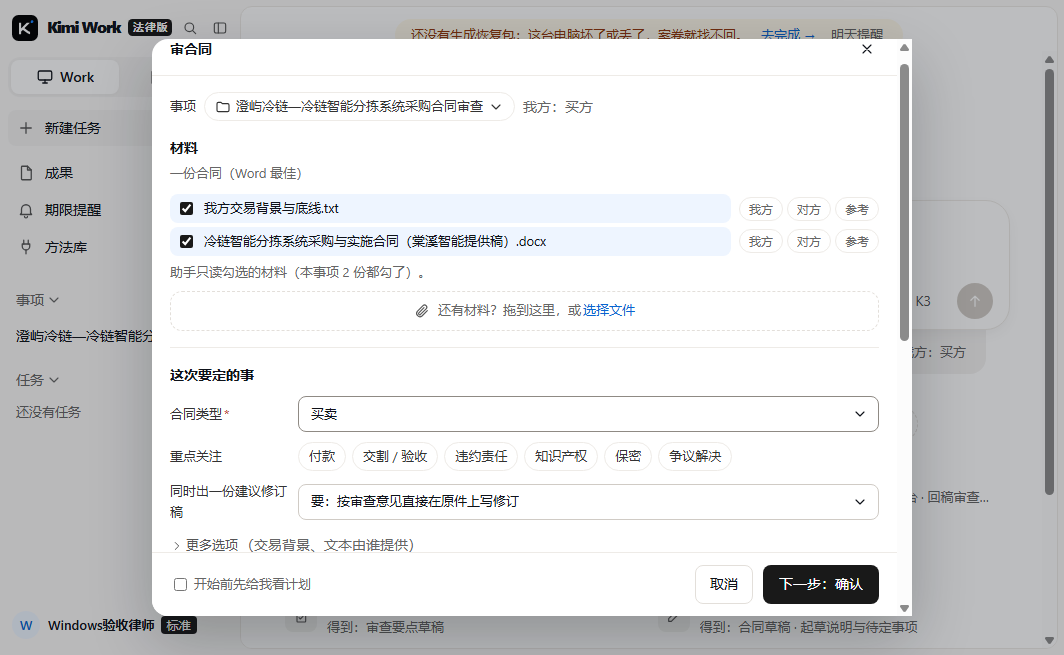 Kimi Work 法律版
还没有生成恢复包：这台电脑坏了或丢了，案卷就找不回。 去完成 → 明天提醒
审合同
Work
事项 澄屿冷链—冷链智能分拣系统采购合同审查 我方：买方
新建任务
材料
一份合同（Word 最佳）
成果
我方交易背景与底线.txt 我方 对方 参考
期限提醒
冷链智能分拣系统采购与实施合同（棠溪智能提供稿）.docx 我方 对方 参考
方法库
助手只读勾选的材料（本事项 2 份都勾了）。
事项
K3
还有材料？拖到这里，或选择文件
澄屿冷链—冷链智能分
方：买方
这次要定的事
任务
还没有任务
合同类型* 买卖
重点关注 付款 交割 / 验收 违约责任 知识产权 保密 争议解决
同时出一份建议修订稿 要：按审查意见直接在原件上写修订
· 回稿审查...
更多选项（交易背景、文本由谁提供）
开始前先给我看计划 取消 下一步：确认
W Windows验收律师 标准
得到：审查要点草稿 得到：合同草稿 · 起草说明与待定事项